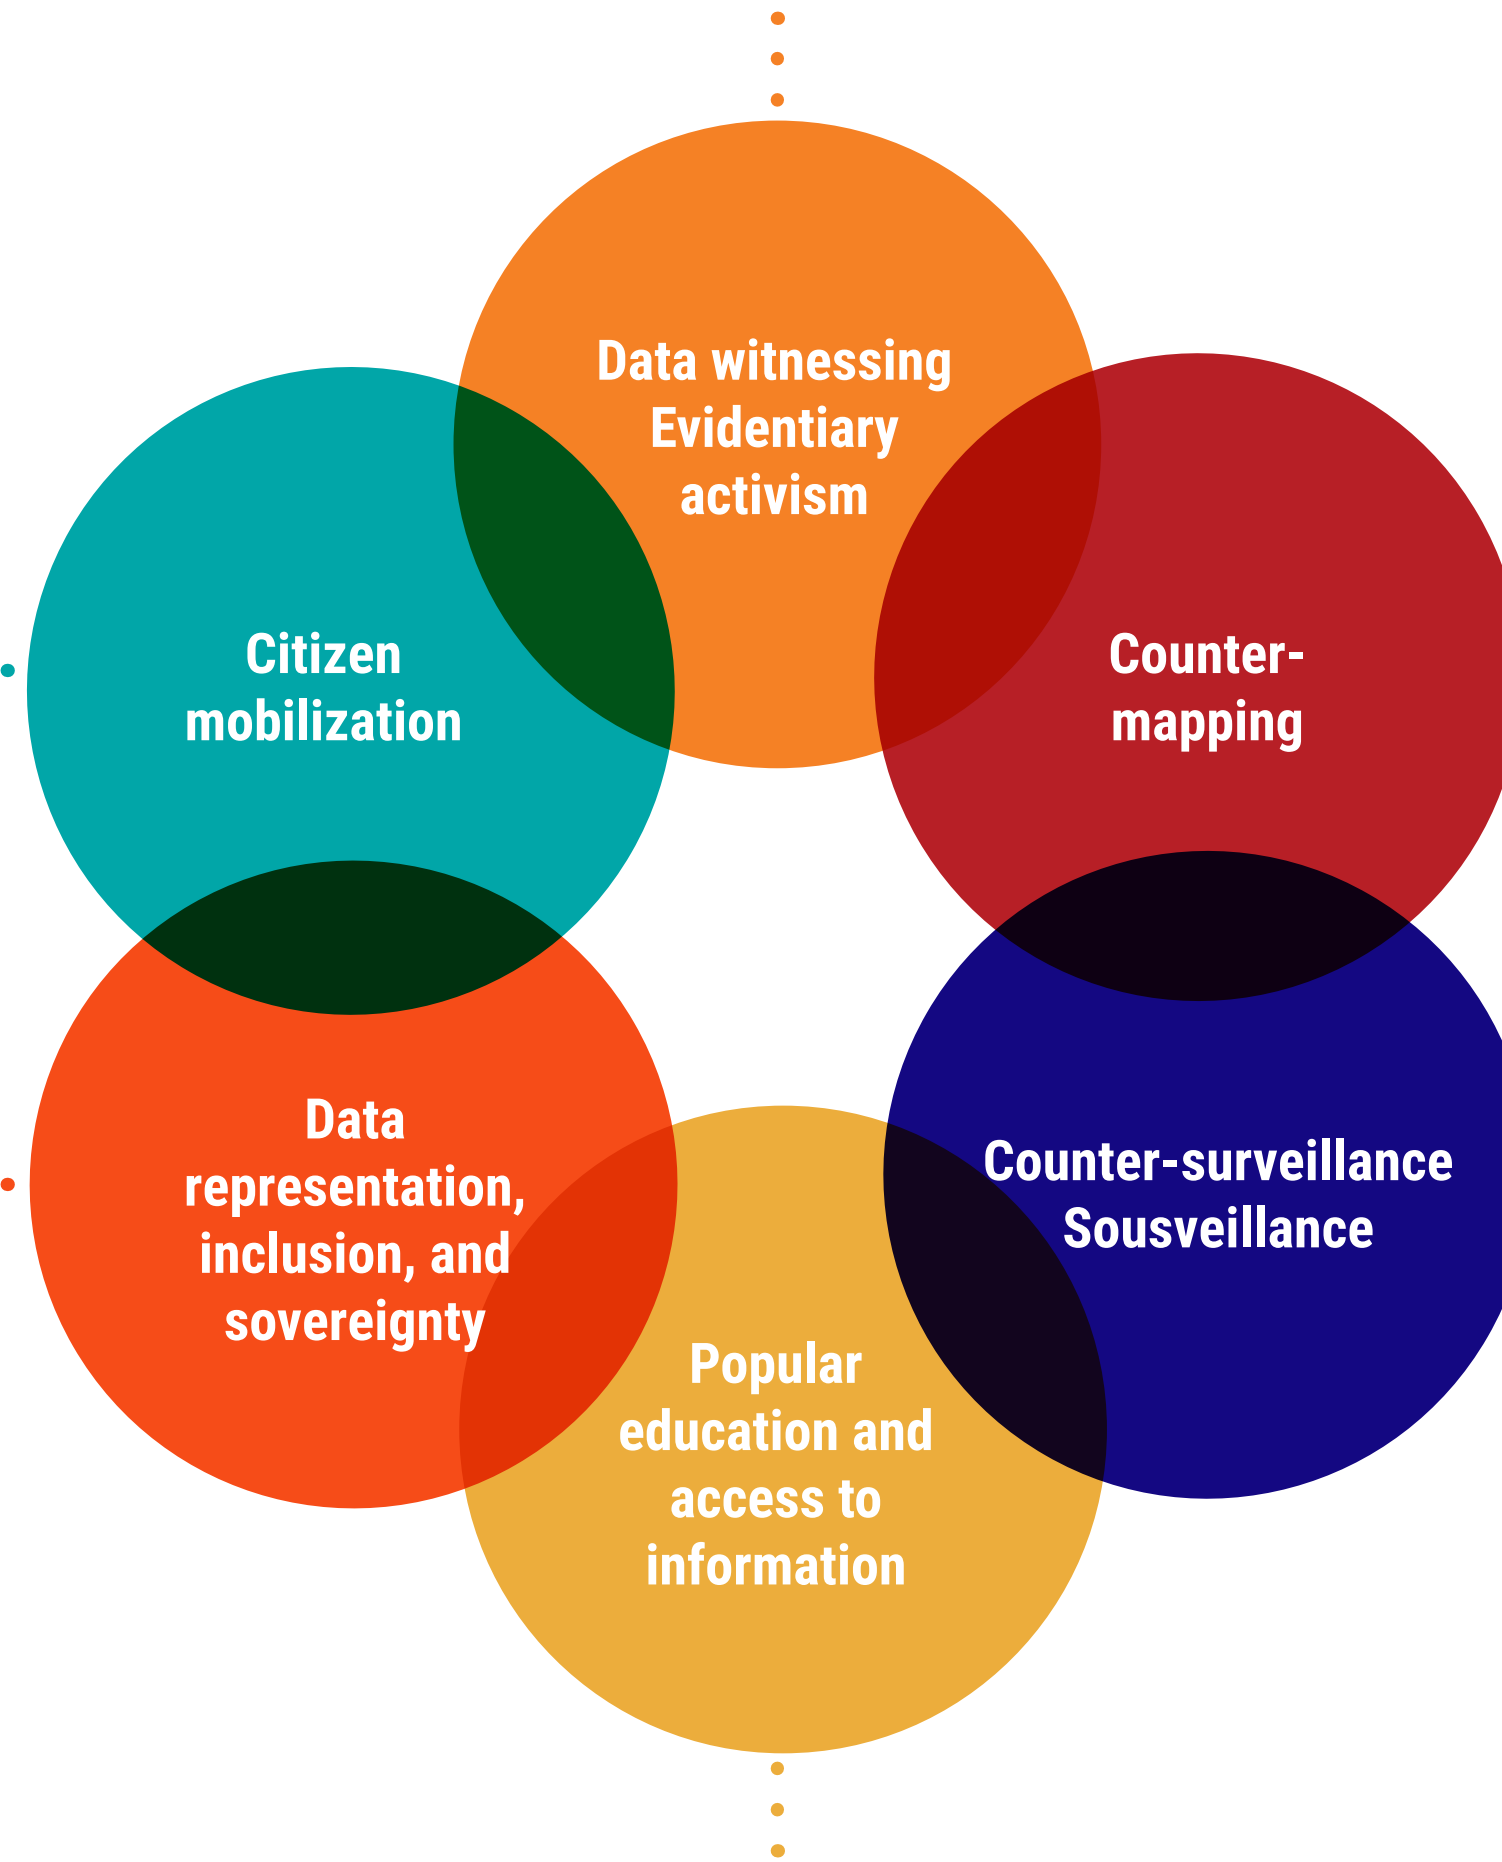 Data witnessing
Evidentiary
activism
Citizen
mobilization
Counter-
mapping
Data
representation,
inclusion, and
sovereignty
Counter-surveillance
Sousveillance
Popular
education and
access to
information